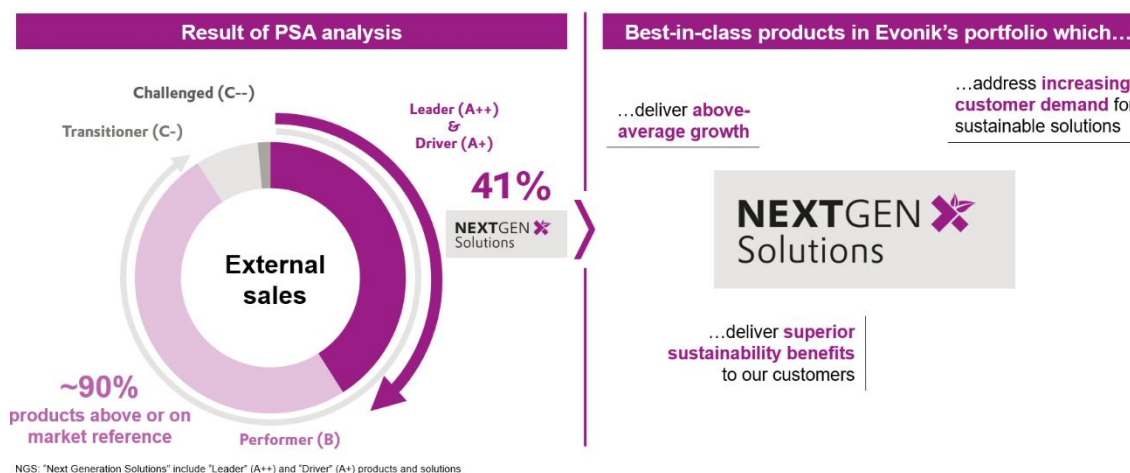 Result of PSA analysis
Challenged (C--)
Transitioner (C-)
Leader (A++)
&
Driver (A+)
41%
NEXTGEN
Solutions
External
sales
~90%
products above or on
market reference
Performer (B)
NGS: "Next Generation Solutions" include "Leader" (A++) and "Driver" (A+) products and solutions
Best-in-class products in Evonik's portfolio which…
…deliver above-
average growth
…address increasing
customer demand
sustainable solutions
NEXTGEN
Solutions
…deliver superior
sustainability benefits
to our customers